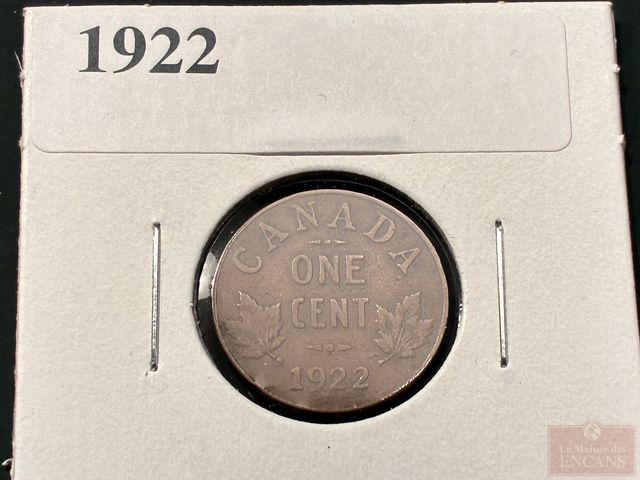 1922
CANADA
ONE
CENT
1922
La Maison des
ENCANS